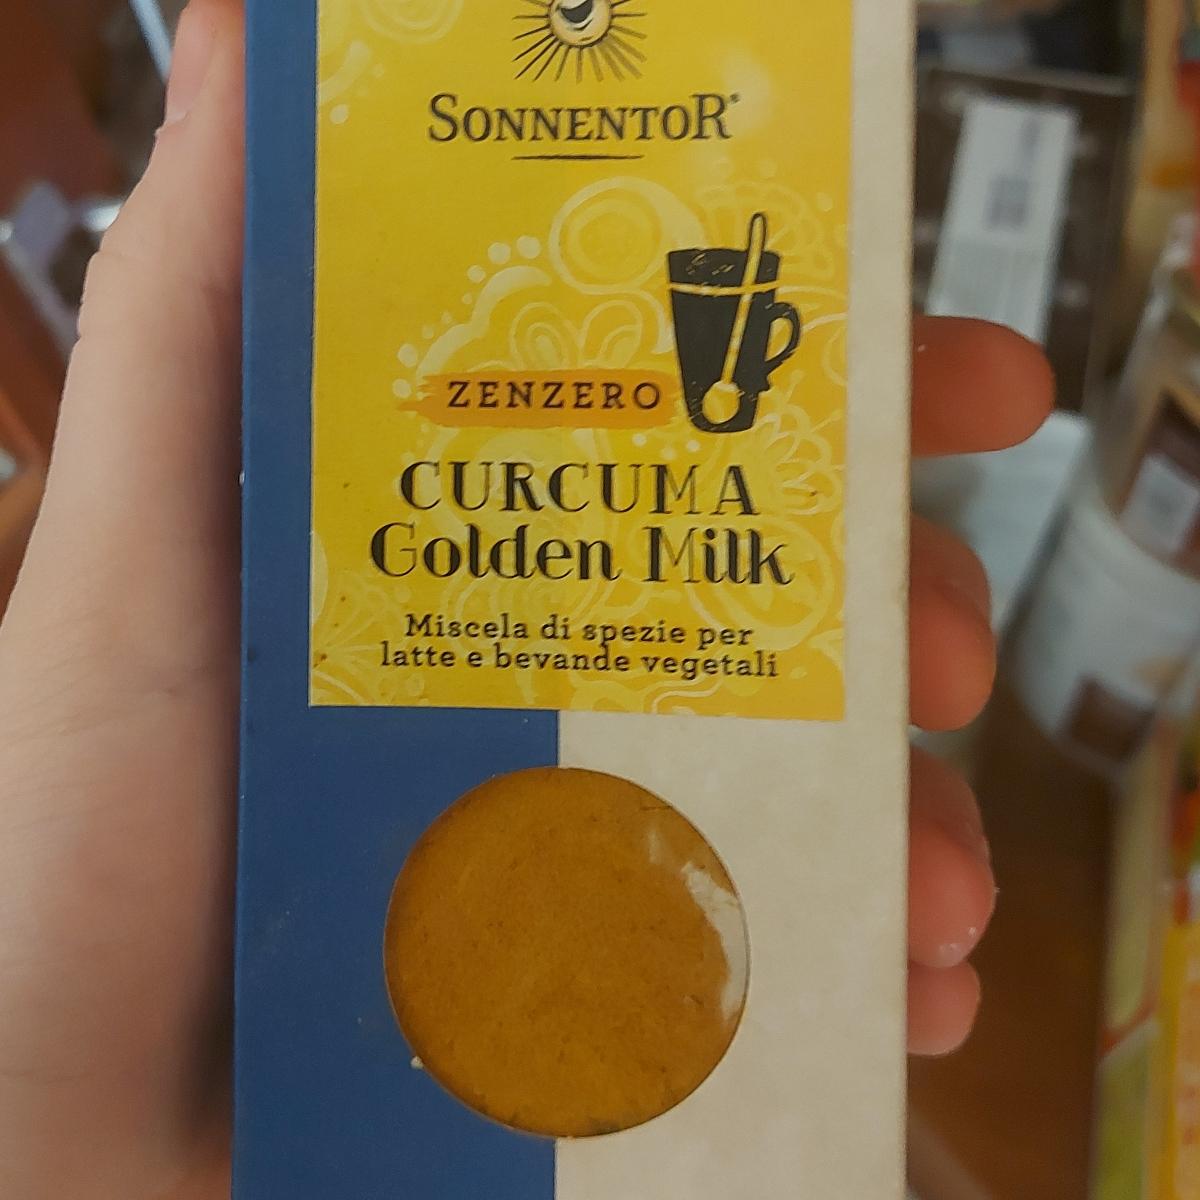 SONNENTOR®
ZENZERO
CURCUMA
Golden Milk
Miscela di spezie per
latte e bevande vegetali